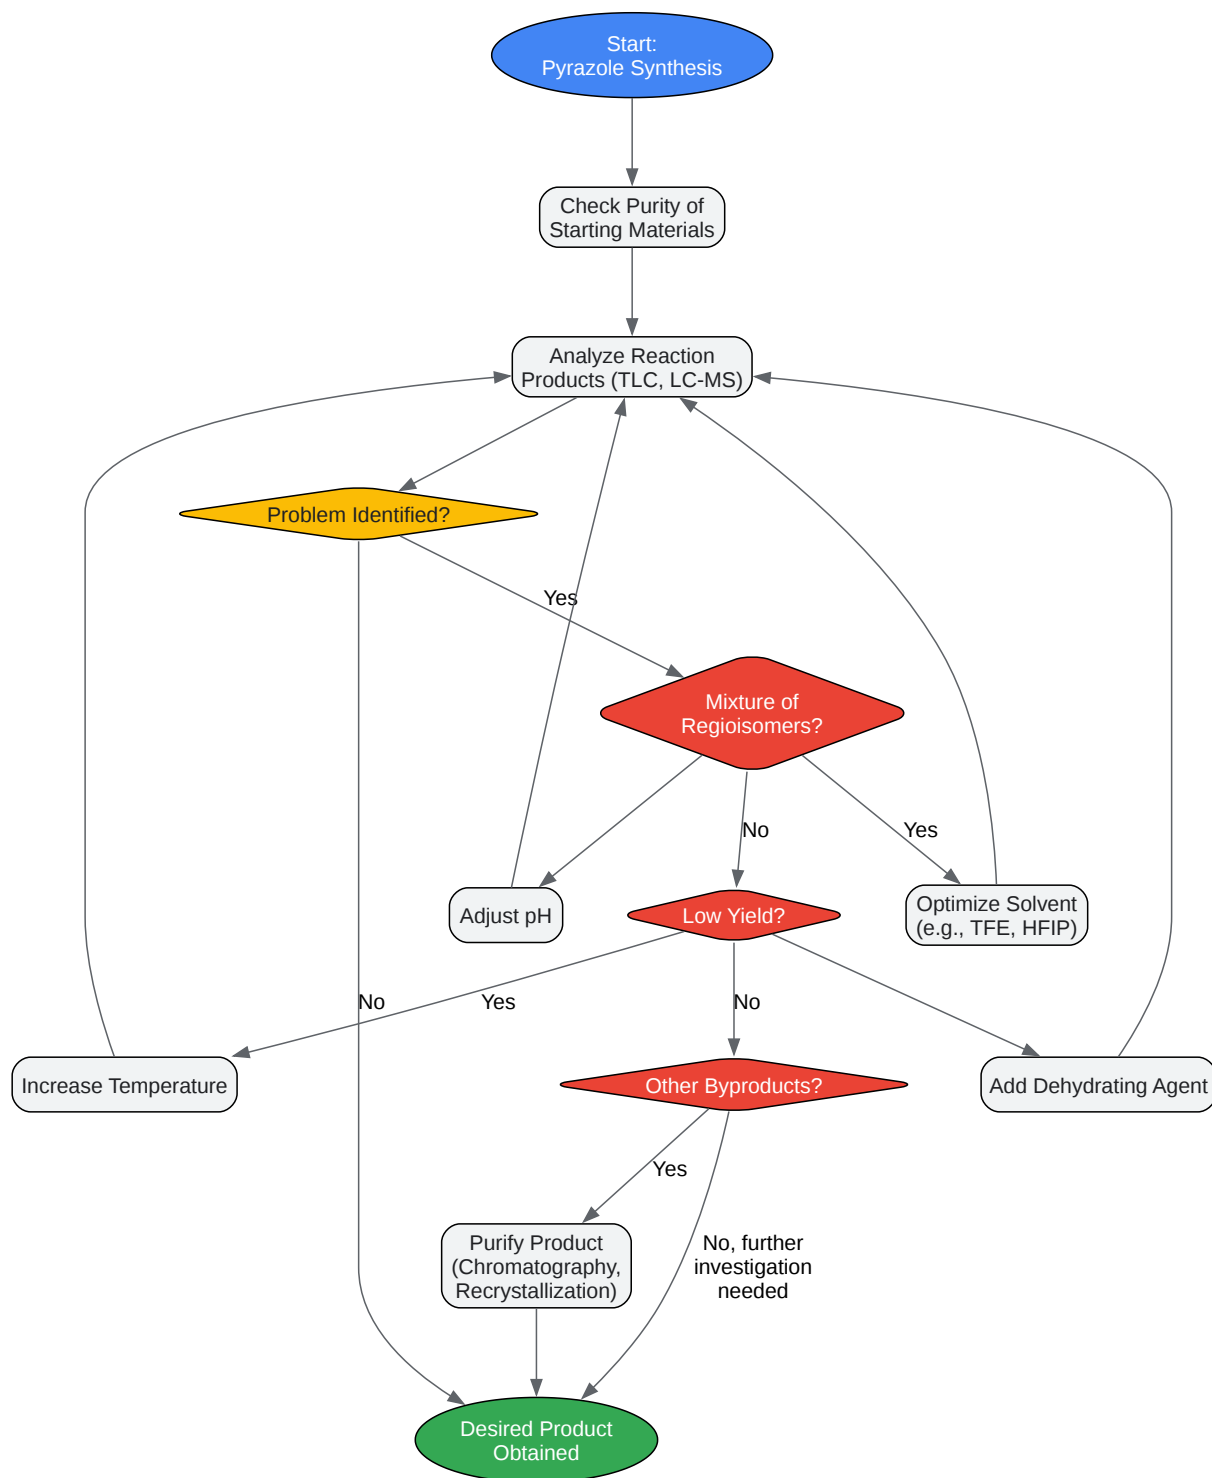 Start:
Pyrazole Synthesis
Check Purity of
Starting Materials
Analyze Reaction
Products (TLC, LC-MS)
Problem Identified?
Yes
Mixture of
Regioisomers?
No
Yes
Adjust pH
Low Yield?
Optimize Solvent
(e.g., TFE, HFIP)
No
Yes
No
Increase Temperature
Other Byproducts?
Add Dehydrating Agent
Yes
Purify Product
(Chromatography,
Recrystallization)
No, further
investigation
needed
Desired Product
Obtained